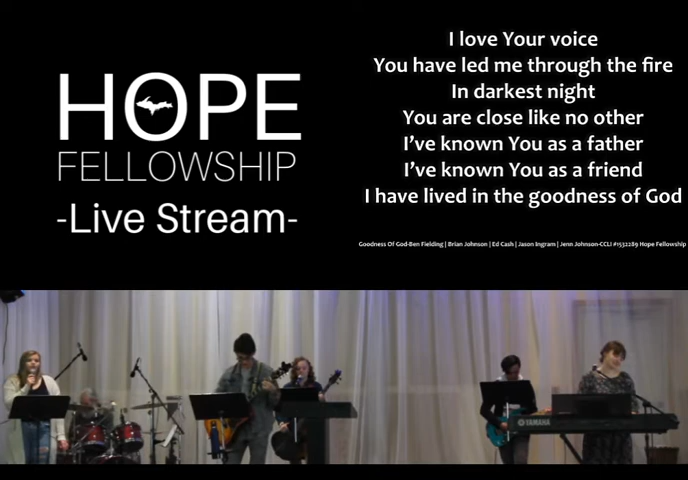 HOPE
FELLOWSHIP
-Live Stream-
I love Your voice
You have led me through the fire
In darkest night
You are close like no other
I've known You as a father
I've known You as a friend
I have lived in the goodness of God
Goodness Of God-Ben Fielding | Brian Johnson | Ed Cash | Jason Ingram | Jenn Johnson-CCLI #1532289 Hope Fellowship
YAMAHA